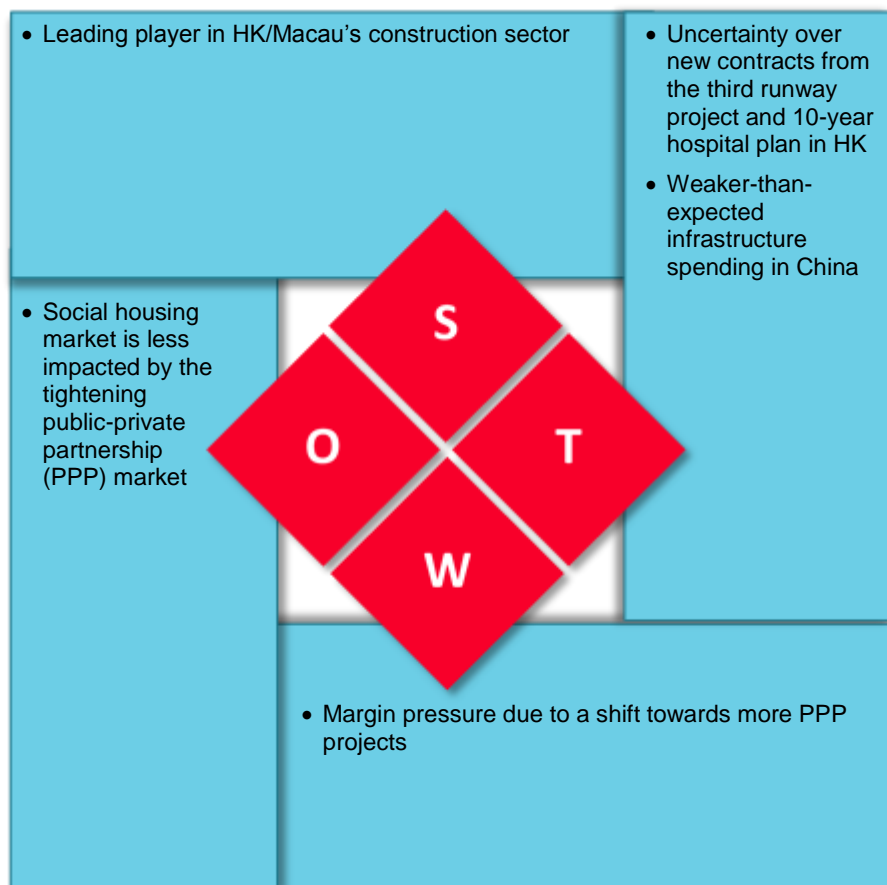 • Leading player in HK/Macau's construction sector
• Uncertainty over
new contracts from
the third runway
project and 10-year
hospital plan in HK
• Weaker-than-
expected
infrastructure
spending in China
• Social housing
market is less
impacted by the
tightening
public-private
partnership
(PPP) market
S
O
T
W
• Margin pressure due to a shift towards more PPP
projects